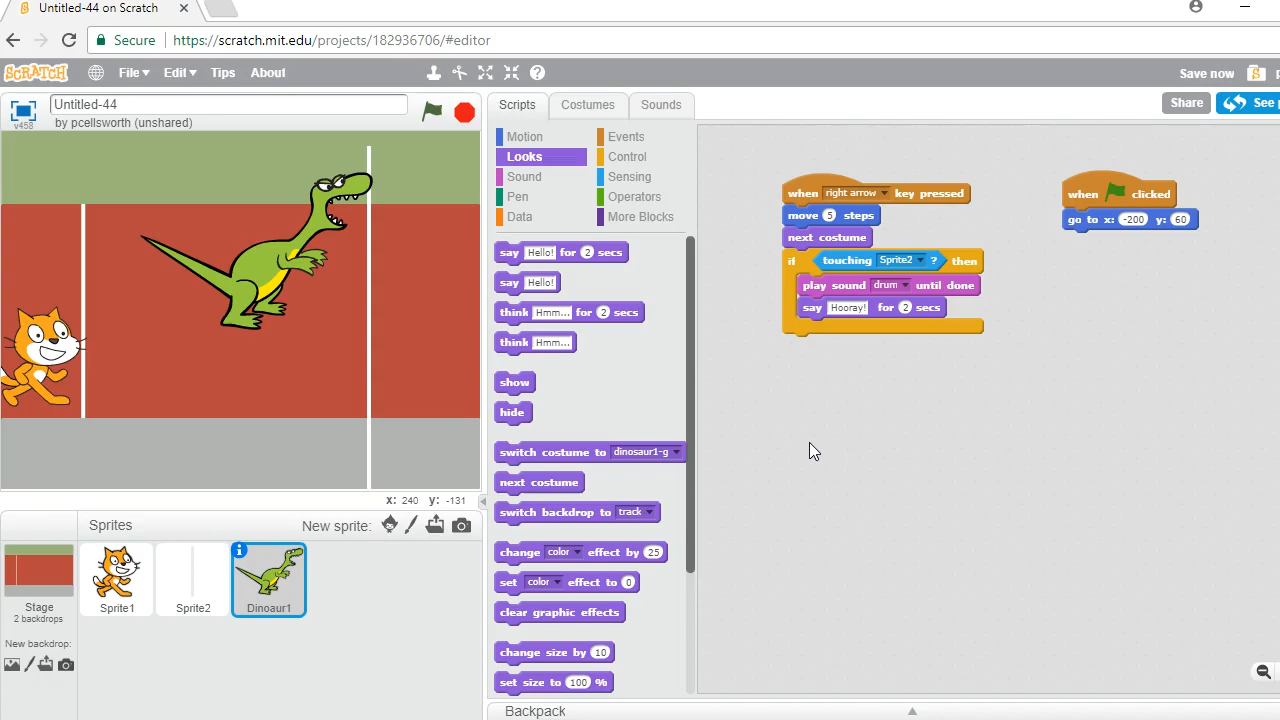 Untitled-44 on Scratch
Secure https://scratch.mit.edu/projects/182936706/#editor
SCRATCH File Edit Tips About Save now
Untitled-44
by pcellsworth (unshared)
v458
Scripts Costumes Sounds
Share See
Motion Events
Looks Control
Sound Sensing
Pen Operators
Data More Blocks
say Hello! for 2 secs
say Hello!
think Hmm... for 2 secs
think Hmm...
show
hide
switch costume to dinosaur1-g
next costume
switch backdrop to track
change color effect by 25
set color effect to 0
clear graphic effects
change size by 10
set size to 100 %
when right arrow key pressed
move 5 steps
next costume
if touching Sprite2 ? then
play sound drum until done
say Hooray! for 2 secs
when clicked
go to x: -200 y: 60
x: 240 y: -131
Sprites New sprite:
Stage
2 backdrops
New backdrop:
Sprite1 Sprite2 Dinoaur1
Backpack